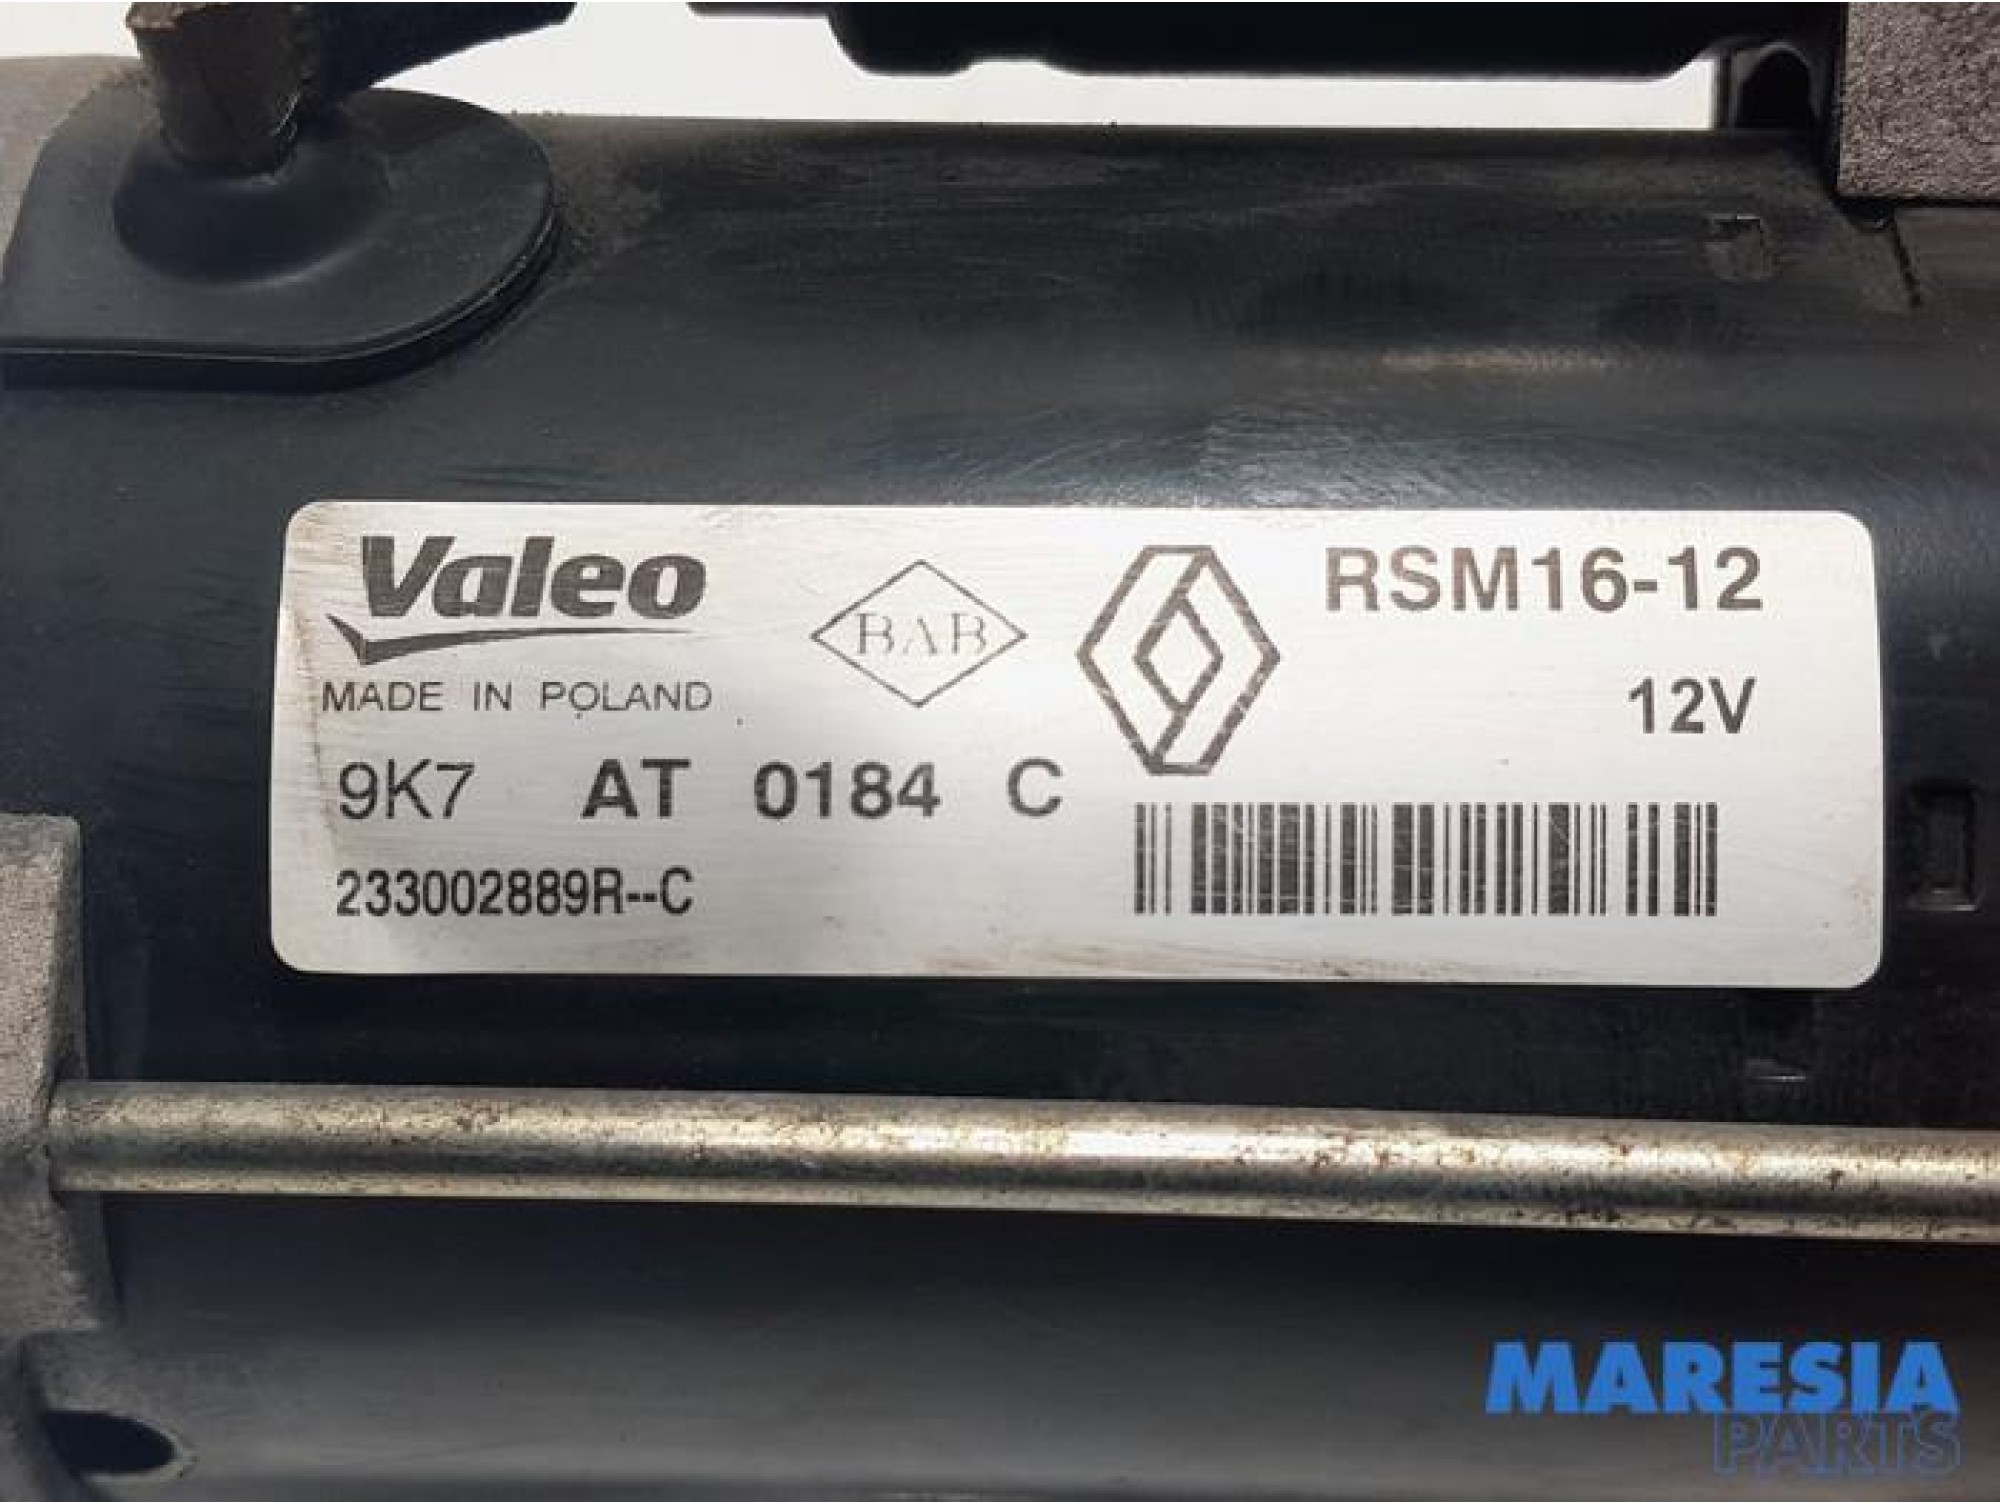 Valeo
MADE IN POLAND
BAB
RSM16-12
12V
9K7 AT 0184 C
233002889R--C
MARESIA
PARTS